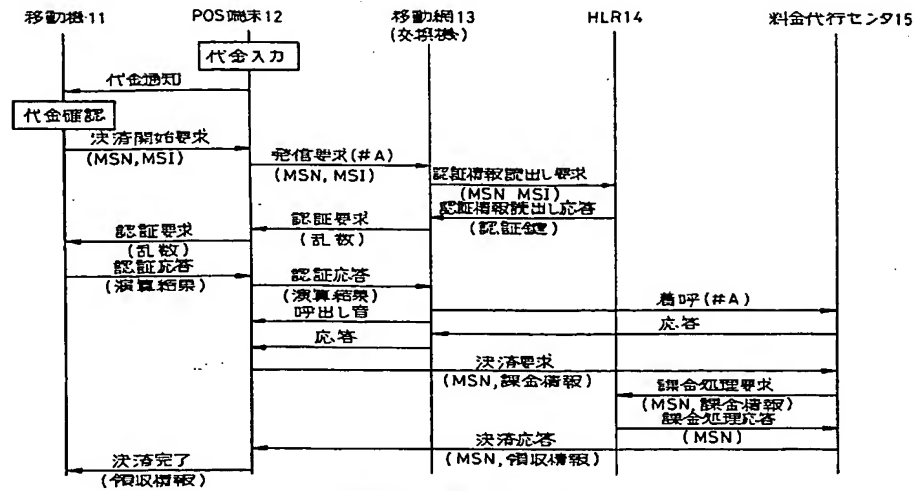 移動機11
POS端末12
移動網13
(交換機)
HLR14
料金代行センタ15
代金入力
代金通知
代金確認
決済開始要求
(MSN,MSI)
発信要求(#A)
(MSN, MSI)
認証情報読出し要求
(MSN MSI)
認証情報読出し応答
(認証鍵)
認証要求
(乱数)
認証要求
(乱数)
認証応答
(演算結果)
認証応答
(演算結果)
着呼(#A)
呼出し音
応答
応答
決済要求
(MSN,課金情報)
課金処理要求
(MSN,課金情報)
課金処理応答
(MSN)
決済応答
(MSN,領収情報)
決済完了
(領収情報)